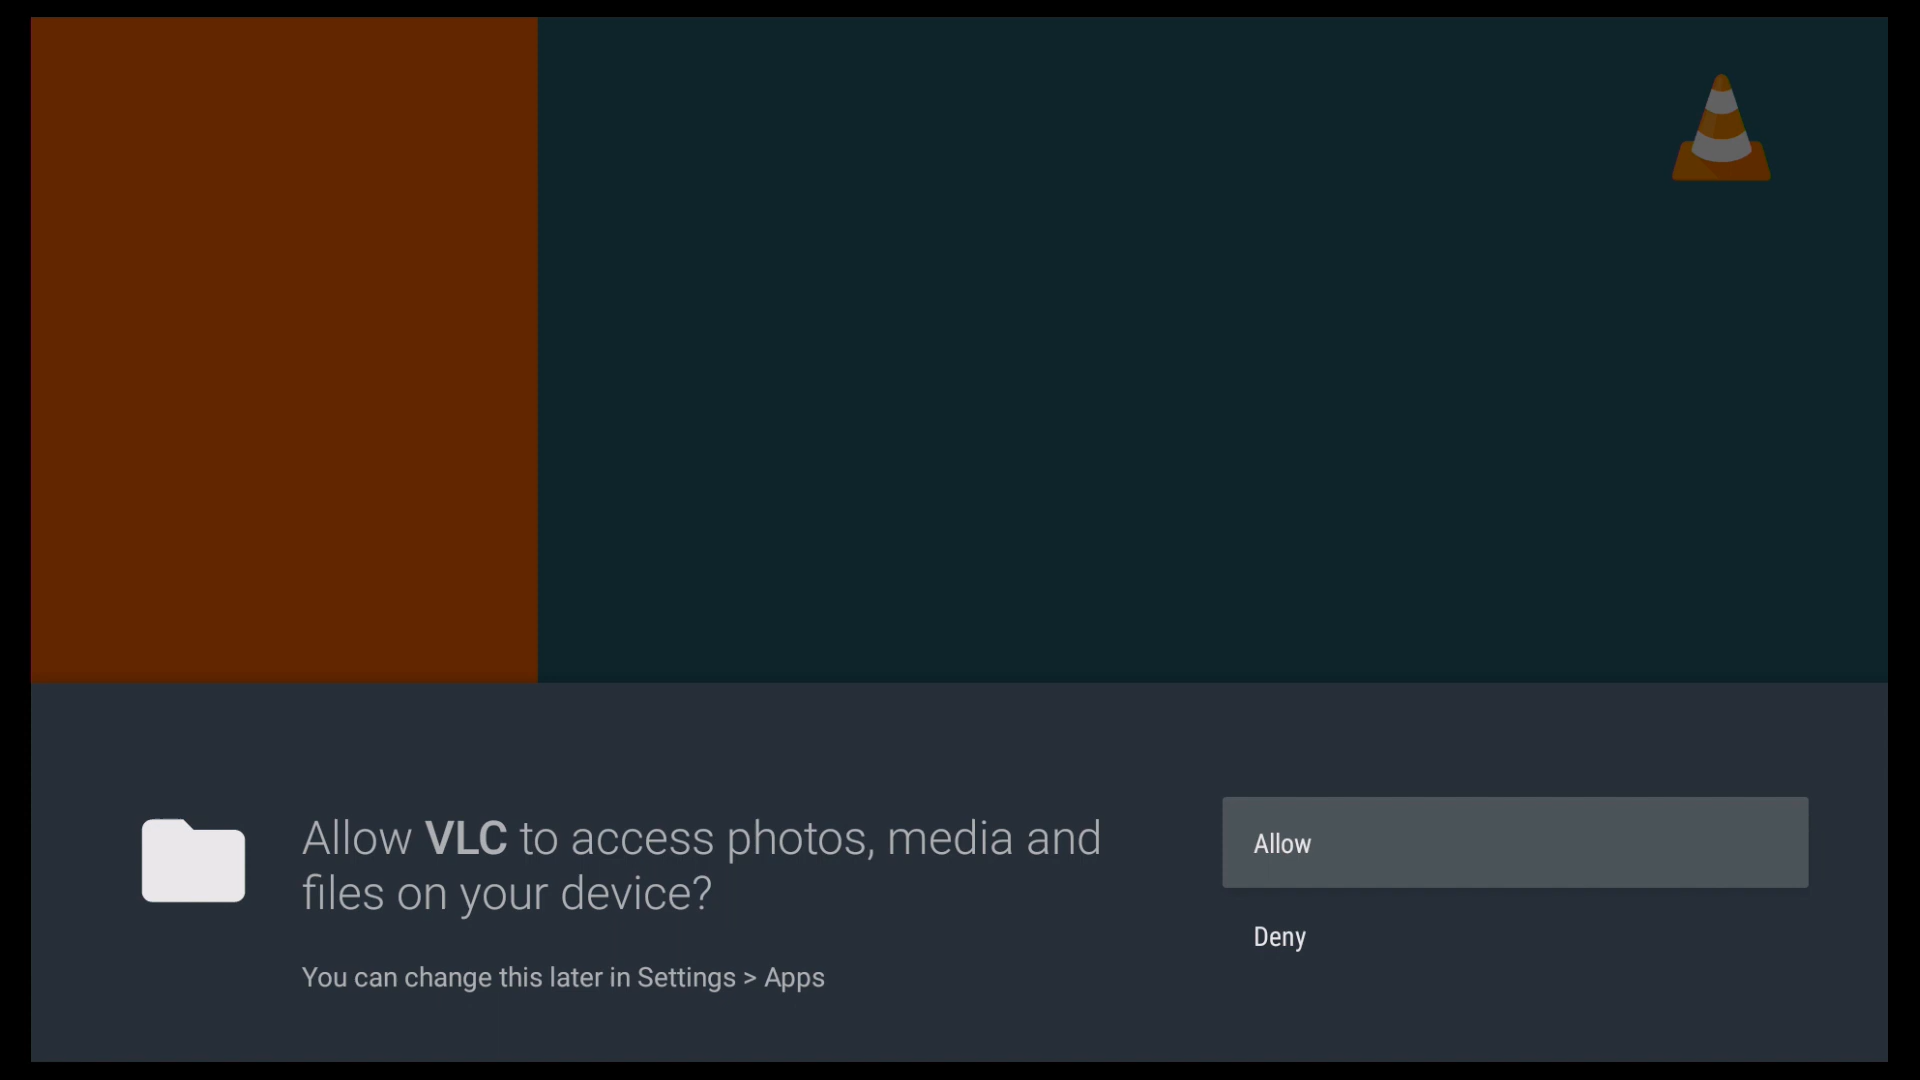 Allow VLC to access photos, media and
files on your device?
You can change this later in Settings > Apps
Allow
Deny